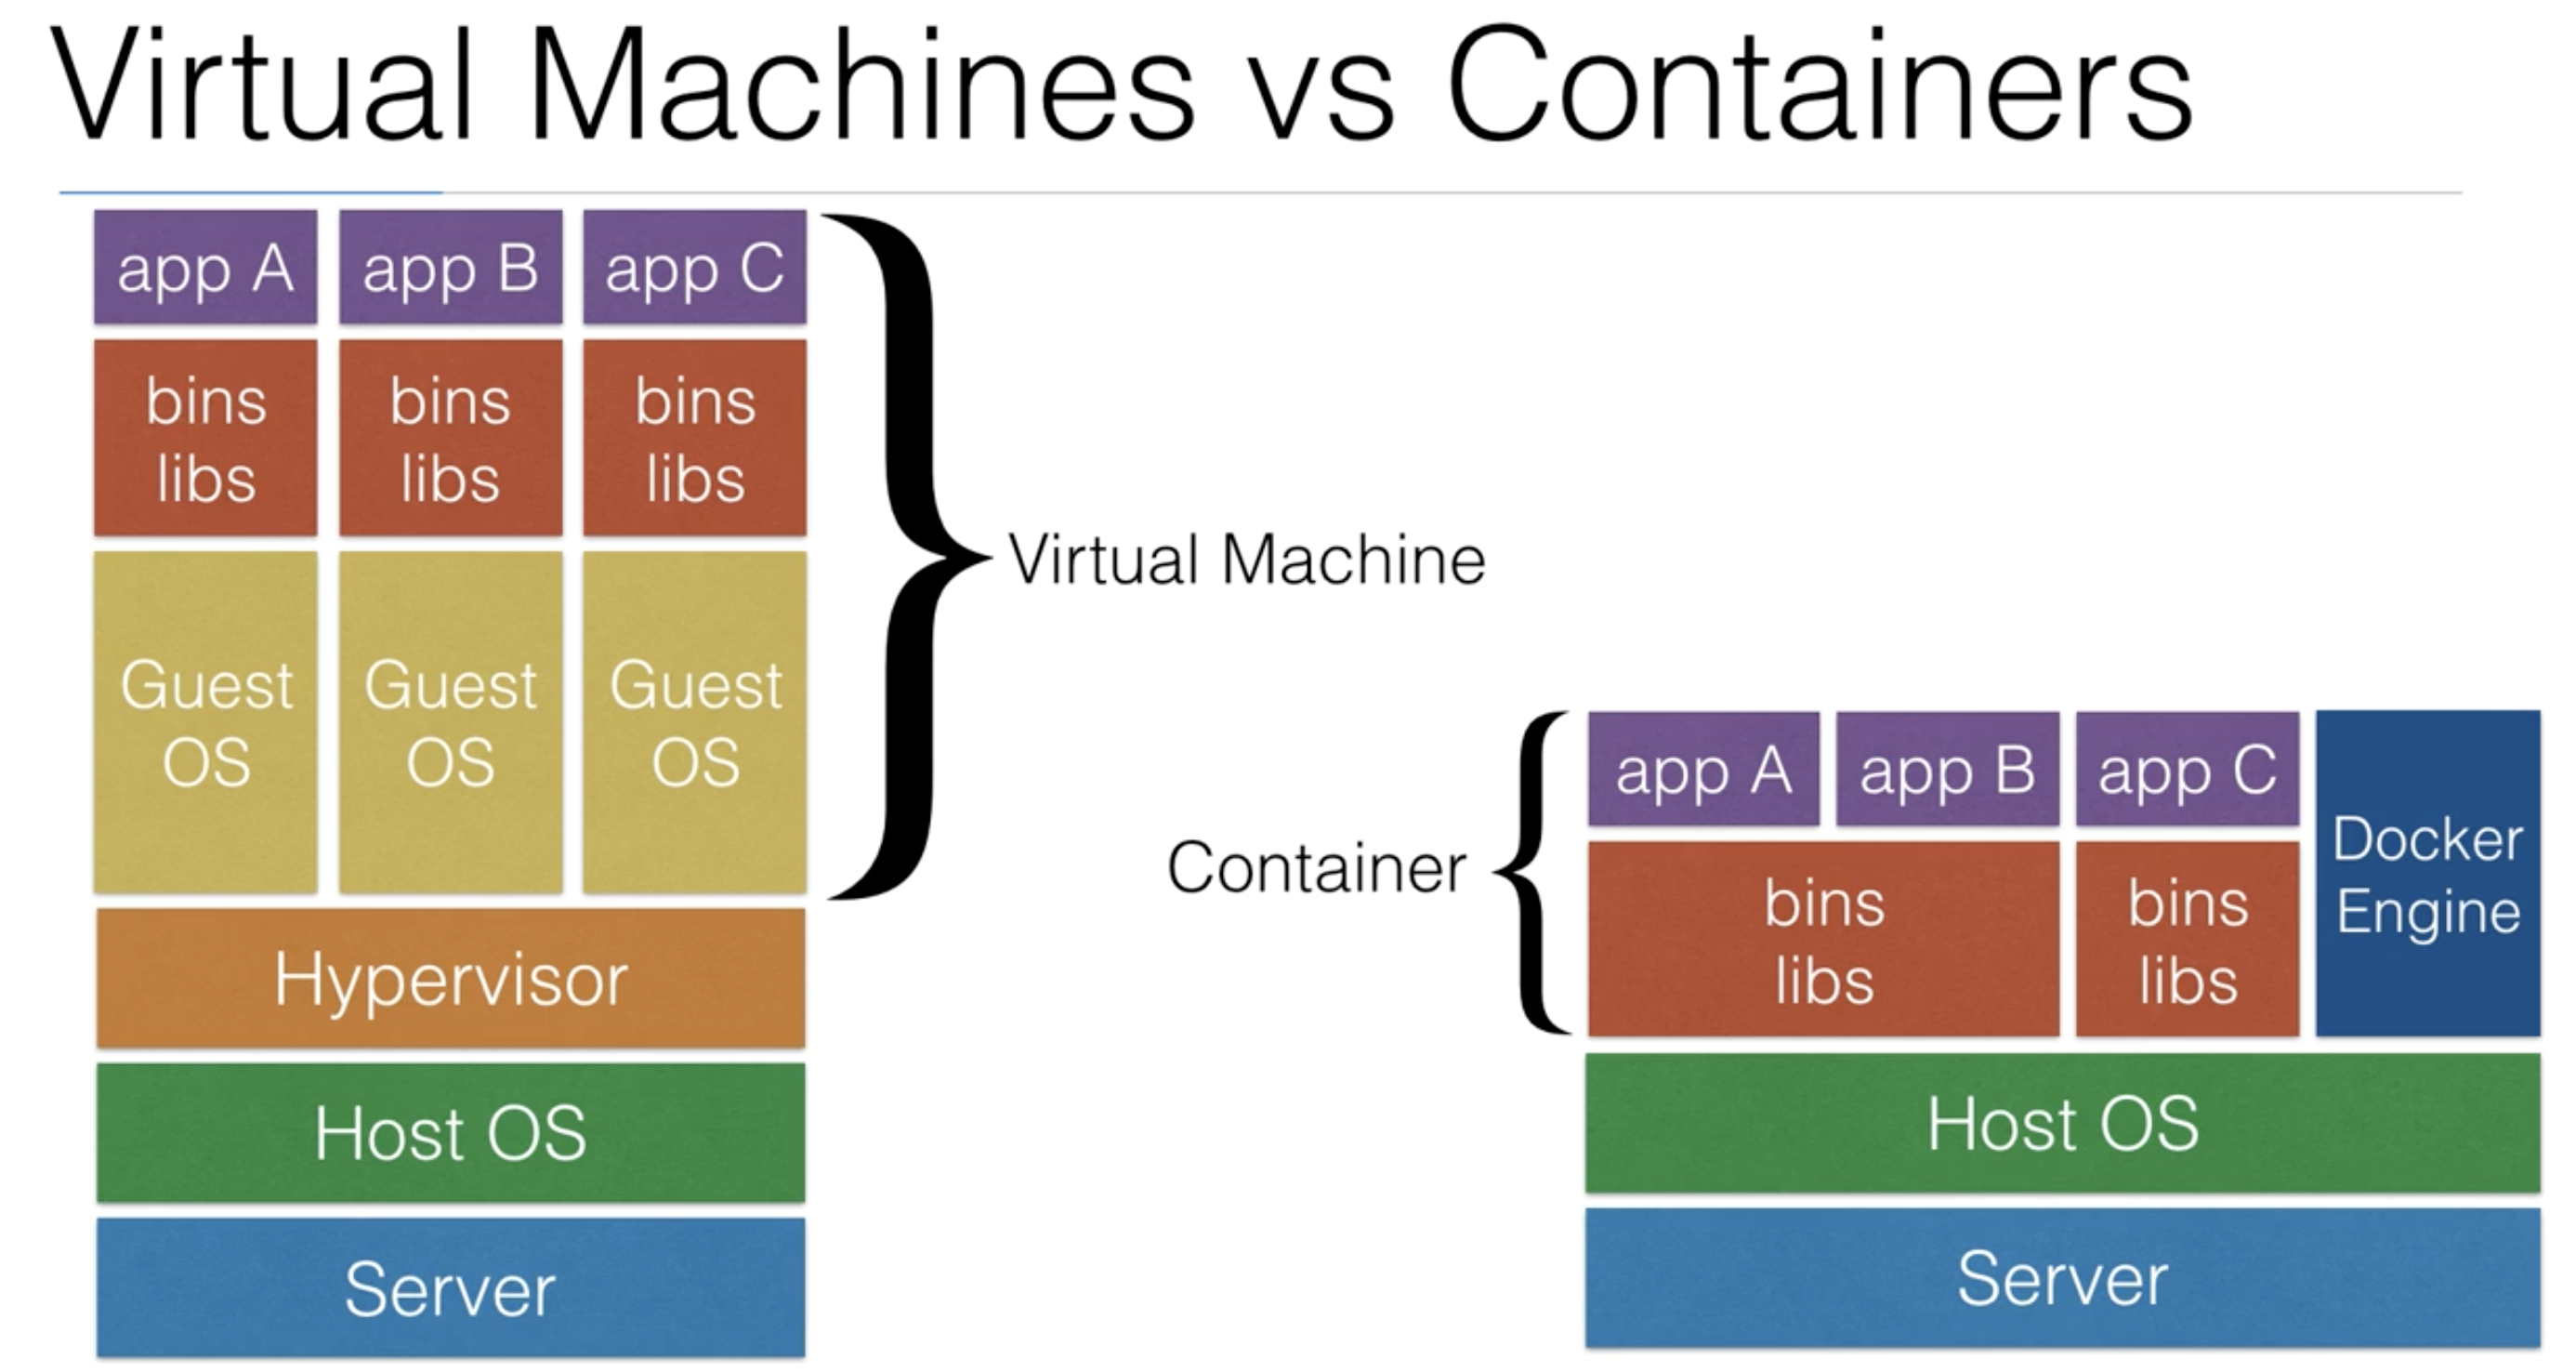 Virtual Machines vs Containers
app A
app B
app C
bins
libs
bins
libs
bins
libs
Guest
OS
Guest
OS
Guest
OS
Hypervisor
Host OS
Server
Virtual Machine
Container
app A
app B
app C
bins
libs
bins
libs
Docker
Engine
Host OS
Server